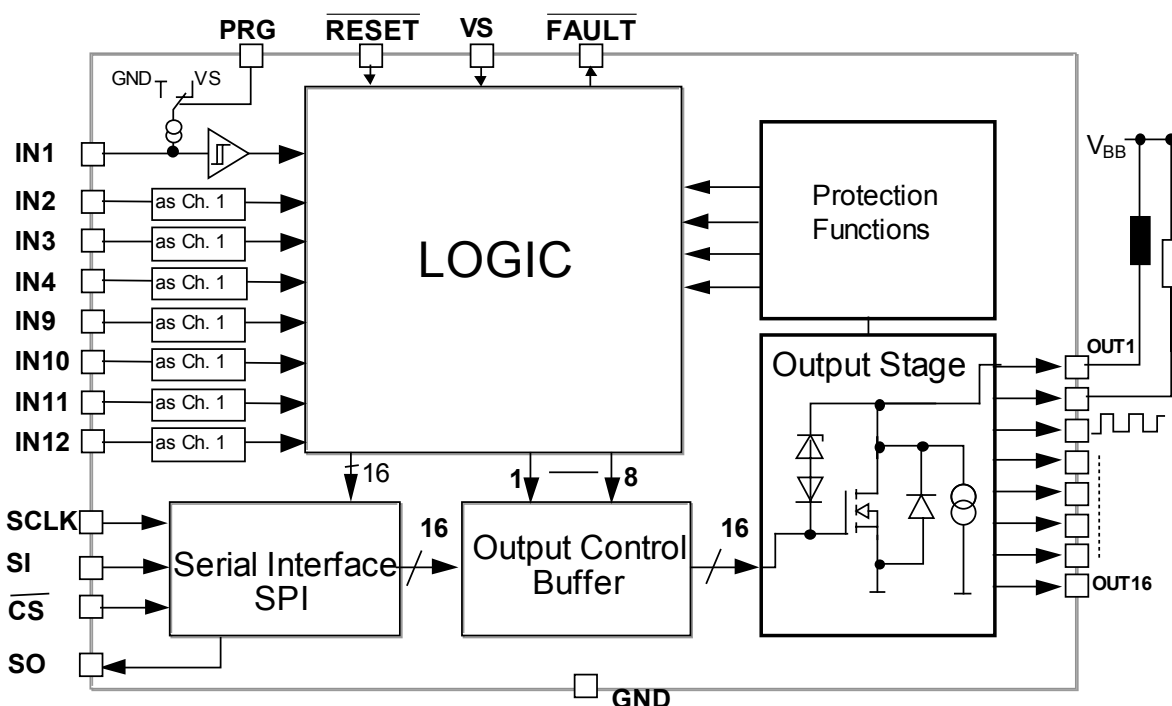 PRG
RESET
VS
FAULT
GND
VS
IN1
IN2
as Ch. 1
IN3
as Ch. 1
IN4
as Ch. 1
IN9
as Ch. 1
IN10
as Ch. 1
IN11
as Ch. 1
IN12
as Ch. 1
LOGIC
Protection
Functions
VBB
Output Stage
OUT1
OUT16
16
1
8
SCLK
SI
CS
SO
Serial Interface
SPI
16
Output Control
Buffer
16
GND